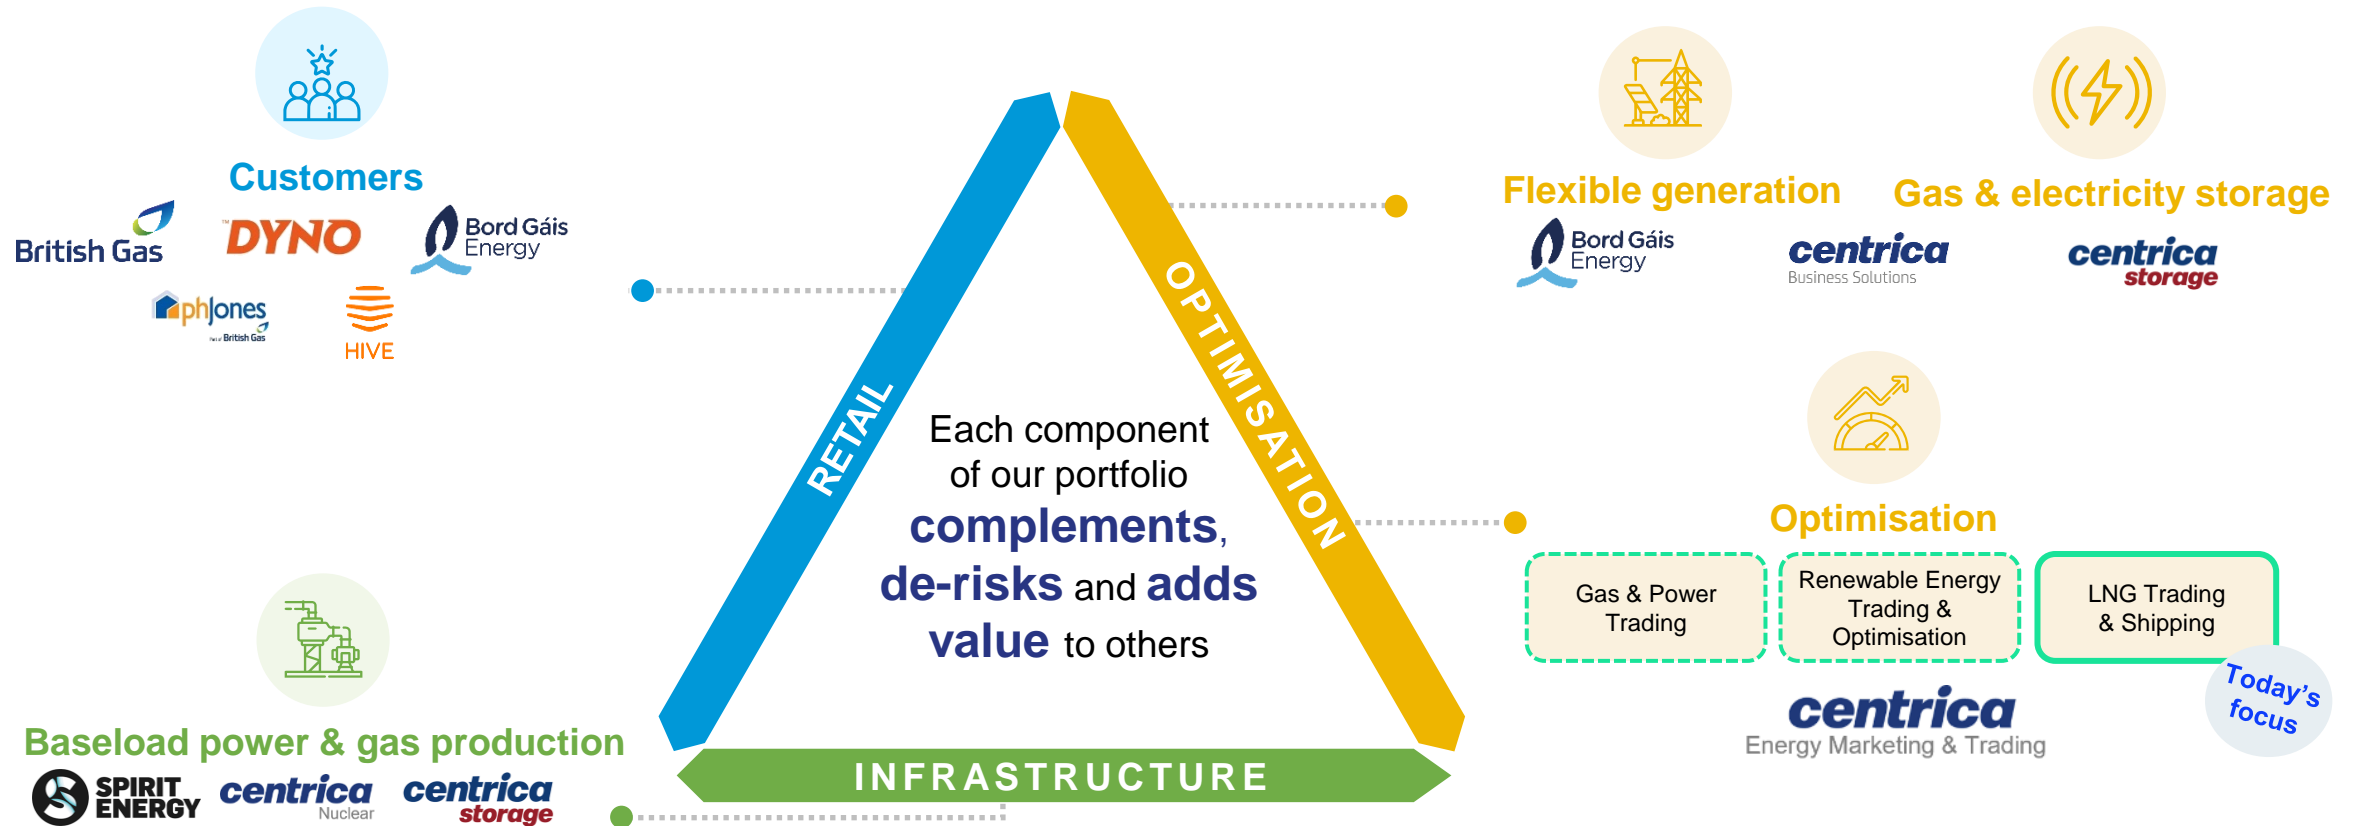 Customers
British Gas
™DYNO
Bord Gáis
Energy
phJones
Part of British Gas
HIVE
Baseload power & gas production
SPIRIT
ENERGY
centrica
Nuclear
centrica
storage
RETAIL
OPTIMISATION
INFRASTRUCTURE
Each component
of our portfolio
complements,
de-risks and adds
value to others
Flexible generation
Bord Gáis
Energy
centrica
Business Solutions
Gas & electricity storage
centrica
storage
Optimisation
Gas & Power
Trading
Renewable Energy
Trading &
Optimisation
LNG Trading
& Shipping
Today's
focus
centrica
Energy Marketing & Trading